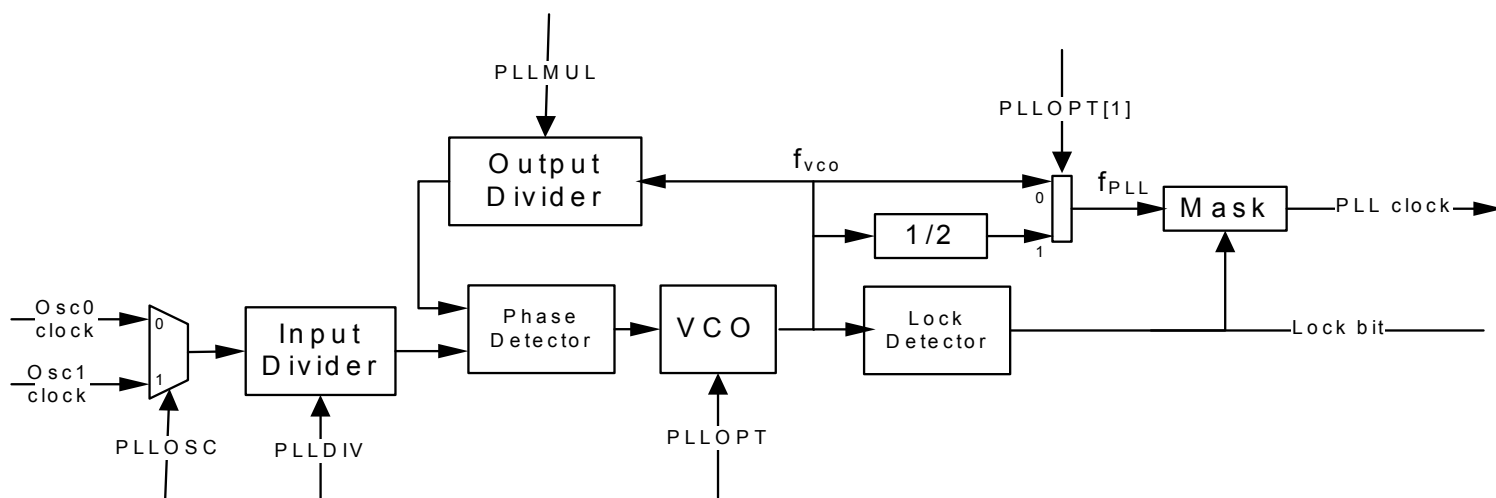 PLLMUL
PLLOPT[1]
Output
Divider
fvco
0
fPLL
Mask
PLL clock
1/2
1
Osc0
clock
0
Input
Divider
Phase
Detector
VCO
Lock
Detector
Lock bit
Osc1
clock
1
PLLOSC
PLLDIV
PLLOPT